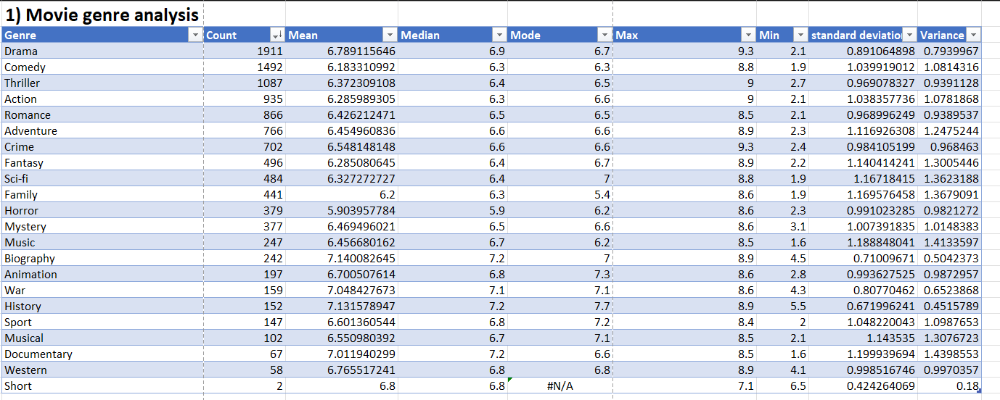 1) Movie genre analysis
Genre Count Mean Median Mode Max Min standard deviatio Variance
Drama 1911 6.789115646 6.9 6.7 9.3 2.1 0.891064898 0.7939967
Comedy 1492 6.183310992 6.3 6.3 8.8 1.9 1.039919012 1.0814316
Thriller 1087 6.372309108 6.4 6.5 9 2.7 0.969078327 0.9391128
Action 935 6.285989305 6.3 6.6 9 2.1 1.038357736 1.0781868
Romance 866 6.426212471 6.5 6.5 8.5 2.1 0.968996249 0.9389537
Adventure 766 6.454960836 6.6 6.6 8.9 2.3 1.116926308 1.2475244
Crime 702 6.548148148 6.6 6.6 9.3 2.4 0.984105199 0.968463
Fantasy 496 6.285080645 6.4 6.7 8.9 2.2 1.140414241 1.3005446
Sci-fi 484 6.327272727 6.4 7 8.8 1.9 1.16718415 1.3623188
Family 441 6.2 6.3 5.4 8.6 1.9 1.169576458 1.3679091
Horror 379 5.903957784 5.9 6.2 8.6 2.3 0.991023285 0.9821272
Mystery 377 6.469496021 6.5 6.6 8.6 3.1 1.007391835 1.0148383
Music 247 6.456680162 6.7 6.2 8.5 1.6 1.188848041 1.4133597
Biography 242 7.140082645 7.2 7 8.9 4.5 0.71009671 0.5042373
Animation 197 6.700507614 6.8 7.3 8.6 2.8 0.993627525 0.9872957
War 159 7.048427673 7.1 7.1 8.6 4.3 0.80770462 0.6523868
History 152 7.131578947 7.2 7.7 8.9 5.5 0.671996241 0.4515789
Sport 147 6.601360544 6.8 7.2 8.4 2 1.048220043 1.0987653
Musical 102 6.550980392 6.7 7.1 8.5 2.1 1.143535 1.3076723
Documentary 67 7.011940299 7.2 6.6 8.5 1.6 1.199939694 1.4398553
Western 58 6.765517241 6.8 6.8 8.9 4.1 0.998516746 0.9970357
Short 2 6.8 6.8 #N/A 7.1 6.5 0.424264069 0.18